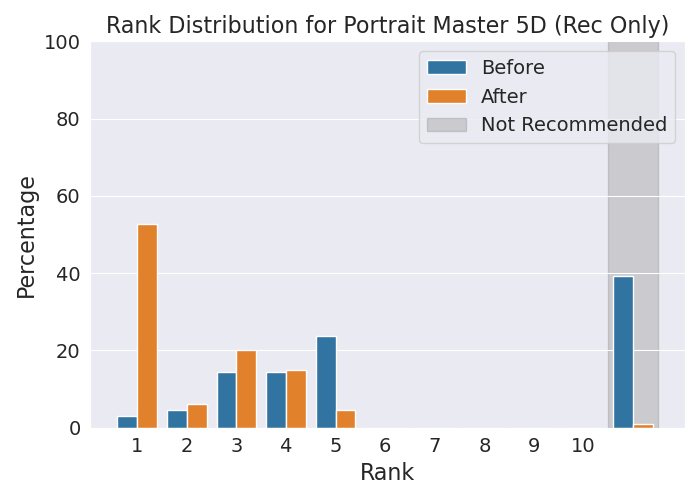 Rank Distribution for Portrait Master 5D (Rec Only)
100
80
60
40
20
0
Percentage
Before
After
Not Recommended
1 2 3 4 5 6 7 8 9 10
Rank